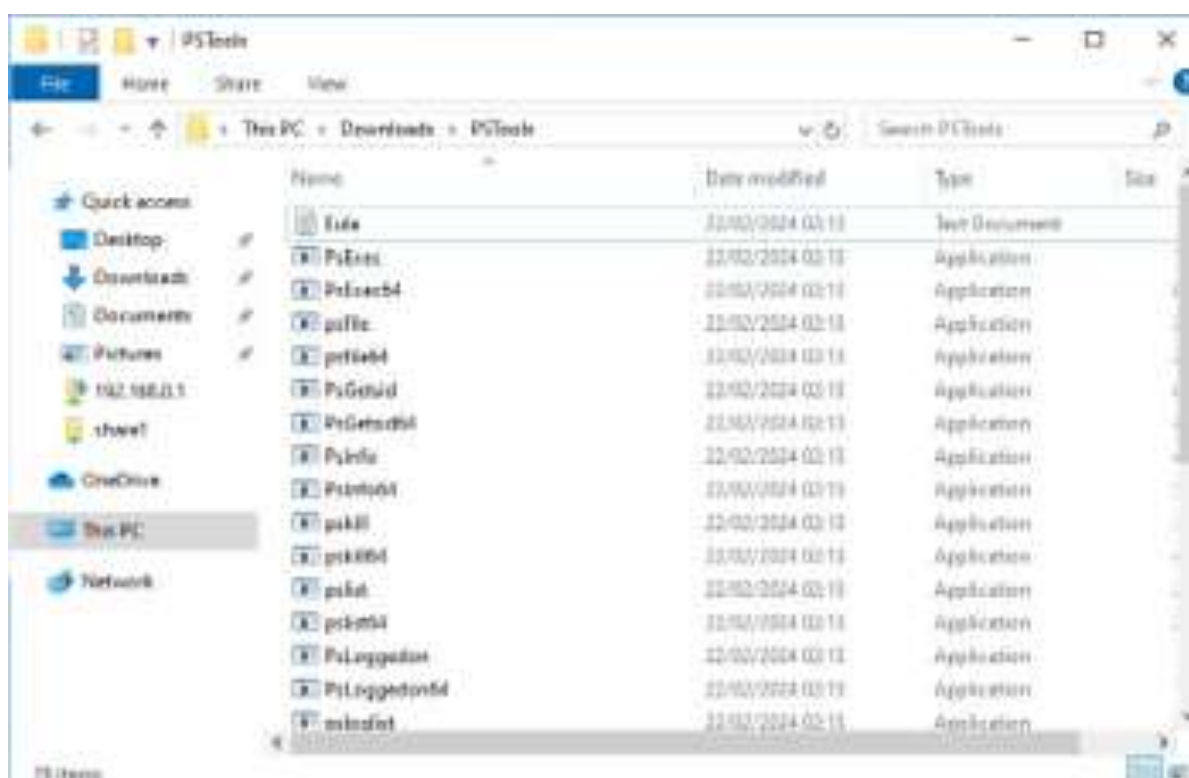 PSTools
File Home Share View
This PC Downloads PSTools Search PSTools
Name Date modified Type Size
Quick access
Desktop
Downloads
Documents
Pictures
192.168.0.1
share1
OneDrive
This PC
Network
Eula 22/02/2024 02:13 Text Document
PsExec 22/02/2024 02:13 Application
PsExec64 22/02/2024 02:13 Application
psfile 22/02/2024 02:13 Application
psfile64 22/02/2024 02:13 Application
PsGetsid 22/02/2024 02:13 Application
PsGetsid64 22/02/2024 02:13 Application
PsInfo 22/02/2024 02:13 Application
PsInfo64 22/02/2024 02:13 Application
pskill 22/02/2024 02:13 Application
pskill64 22/02/2024 02:13 Application
pslist 22/02/2024 02:13 Application
pslist64 22/02/2024 02:13 Application
PsLoggedon 22/02/2024 02:13 Application
PsLoggedon64 22/02/2024 02:13 Application
psloglist 22/02/2024 02:13 Application
items